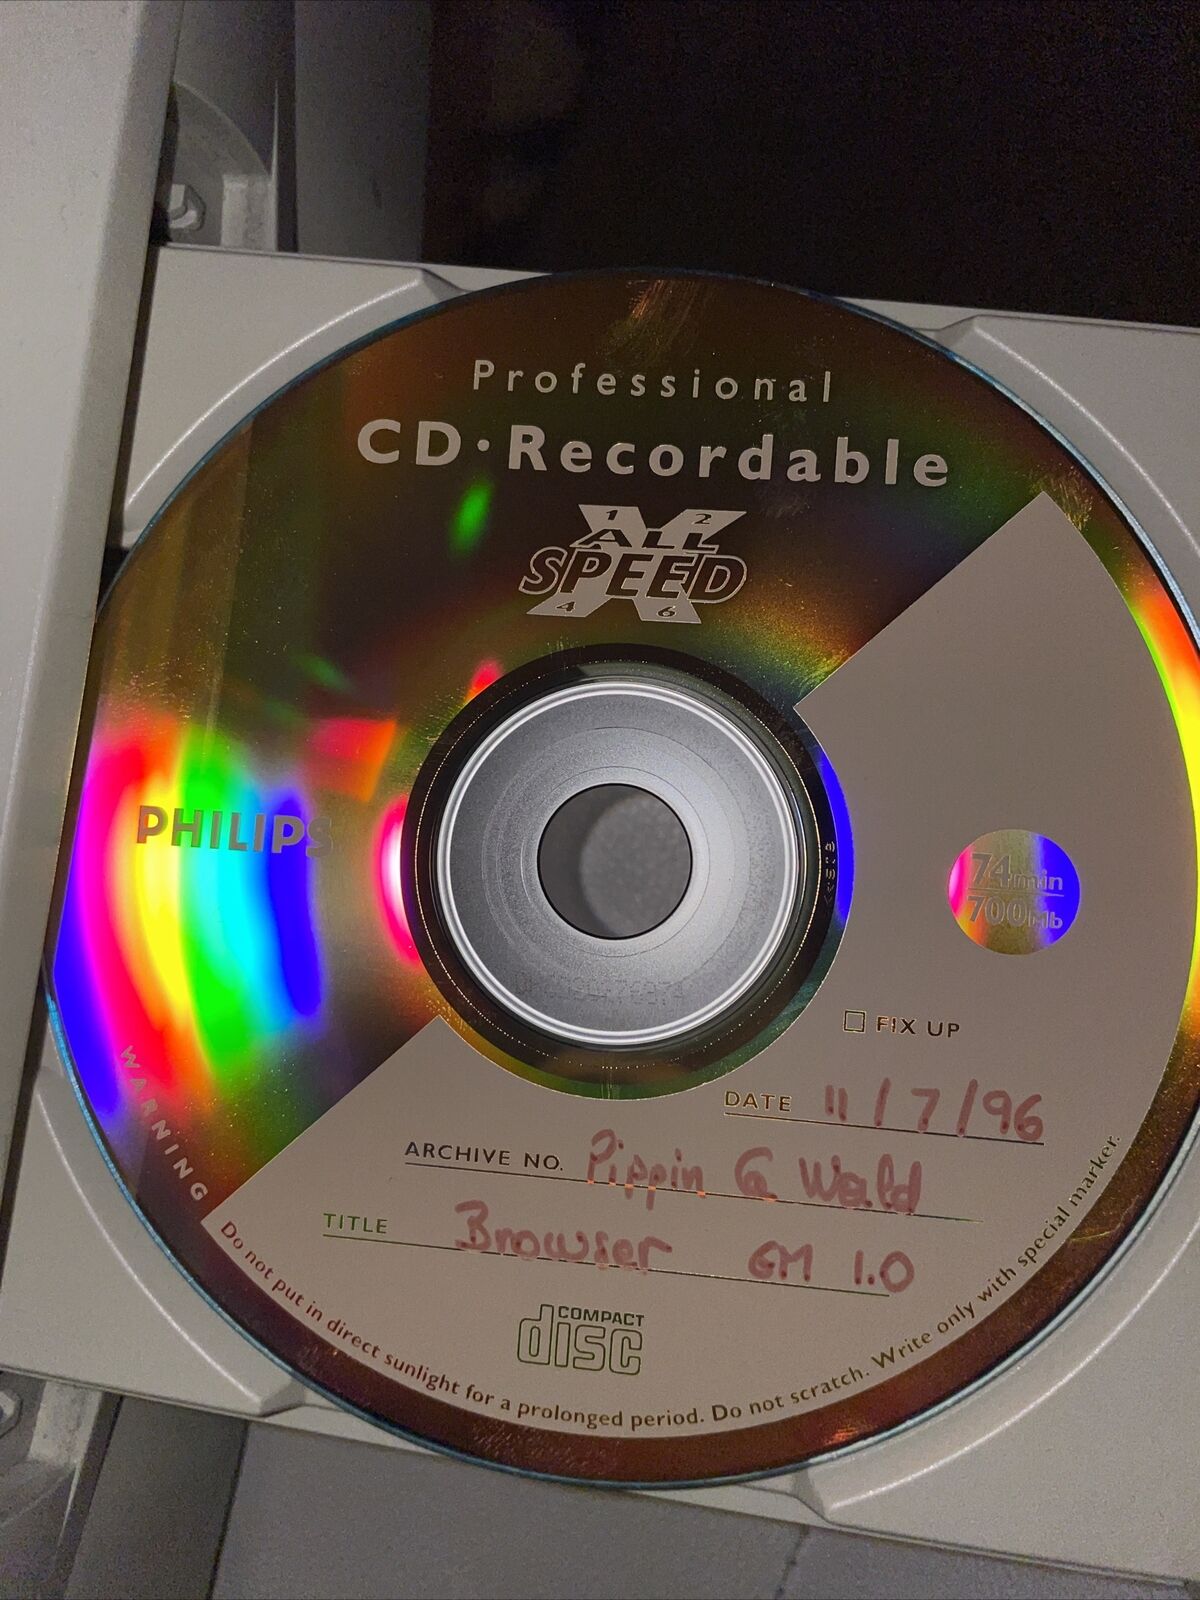 Professional
CD·Recordable
1 2
ALL
SPEED
4 6
X
PHILIPS
74min
700Mb
FIX UP
DATE 11/7/96
ARCHIVE NO. Pippin @ World
TITLE Browser GM 1.0
COMPACT
disc
WARNING
Do not put in direct sunlight for a prolonged period. Do not scratch. Write only with special marker.